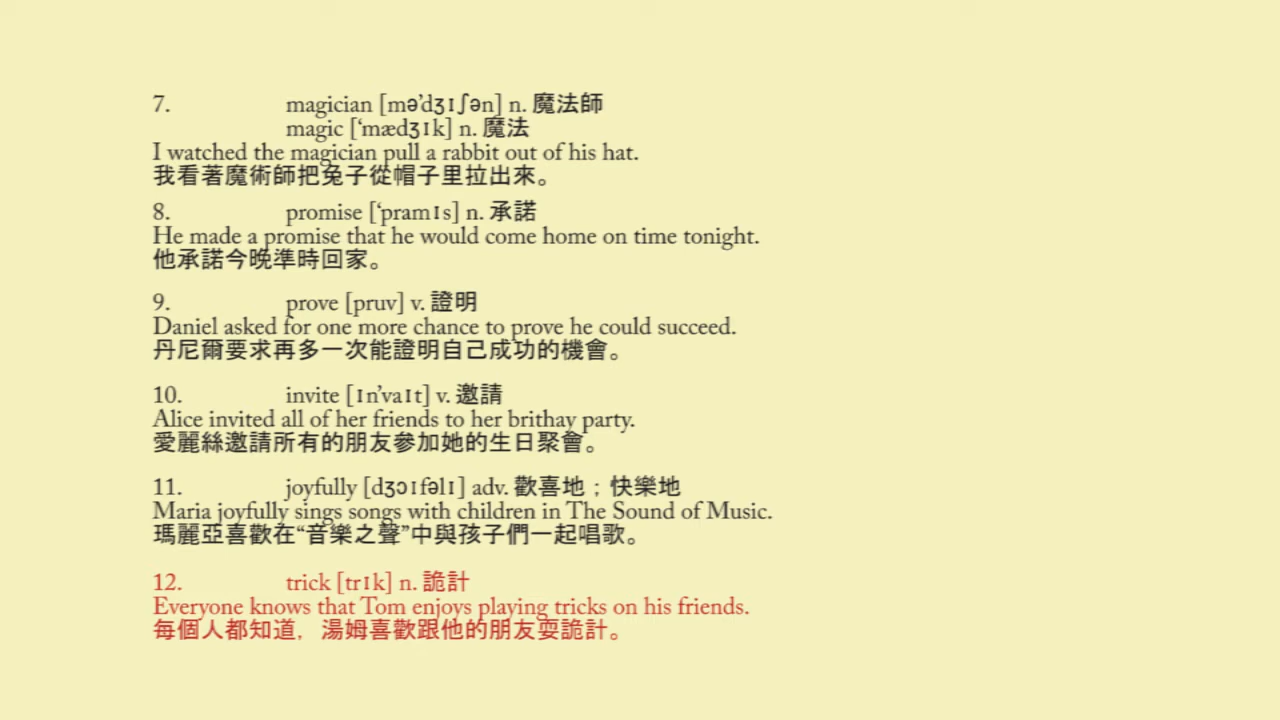 7. magician [mə'dʒɪʃən] n. 魔法師
magic [‘mædʒɪk] n. 魔法
I watched the magician pull a rabbit out of his hat.
我看著魔術師把兔子從帽子里拉出來。
8. promise [‘pramɪs] n. 承諾
He made a promise that he would come home on time tonight.
他承諾今晚準時回家。
9. prove [pruv] v. 證明
Daniel asked for one more chance to prove he could succeed.
丹尼爾要求再多一次能證明自己成功的機會。
10. invite [ɪn’vaɪt] v. 邀請
Alice invited all of her friends to her brithay party.
愛麗絲邀請所有的朋友參加她的生日聚會。
11. joyfully [dʒɔɪfəlɪ] adv. 歡喜地；快樂地
Maria joyfully sings songs with children in The Sound of Music.
瑪麗亞喜歡在“音樂之聲”中與孩子們一起唱歌。
12. trick [trɪk] n. 詭計
Everyone knows that Tom enjoys playing tricks on his friends.
每個人都知道，湯姆喜歡跟他的朋友耍詭計。